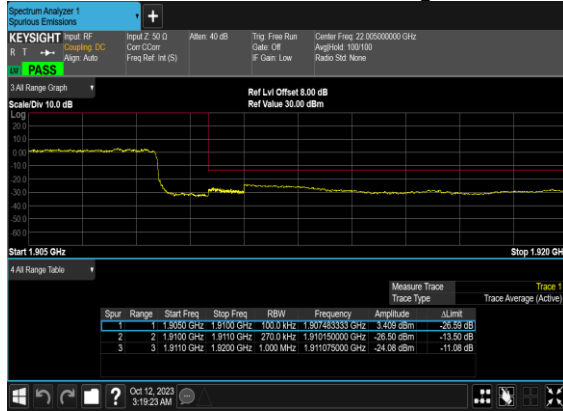 Spectrum Analyzer 1
Spurious Emissions
+
KEYSIGHT Input: RF Input Z: 50 Ω Atten: 40 dB Trig: Free Run Center Freq: 22.005000000 GHz
R T Coupling: DC Corr CCorr Gate: Off Avg|Hold: 100/100
Align: Auto Freq Ref: Int (S) IF Gain: Low Radio Std: None
PASS
3 All Range Graph
Ref Lvl Offset 8.00 dB
Scale/Div 10.0 dB Ref Value 30.00 dBm
Log
20.0
10.0
0.00
-10.0
-20.0
-30.0
-40.0
-50.0
-60.0
Start 1.905 GHz Stop 1.920 GH
4 All Range Table
Measure Trace Trace 1
Trace Type Trace Average (Active)
Spur Range Start Freq Stop Freq RBW Frequency Amplitude ΔLimit
1 1 1.9050 GHz 1.9100 GHz 100.0 kHz 1.907483333 GHz 3.409 dBm -26.59 dB
2 2 1.9100 GHz 1.9110 GHz 270.0 kHz 1.910150000 GHz -26.50 dBm -13.50 dB
3 3 1.9110 GHz 1.9200 GHz 1.000 MHz 1.911075000 GHz -24.08 dBm -11.08 dB
? Oct 12, 2023
3:19:23 AM